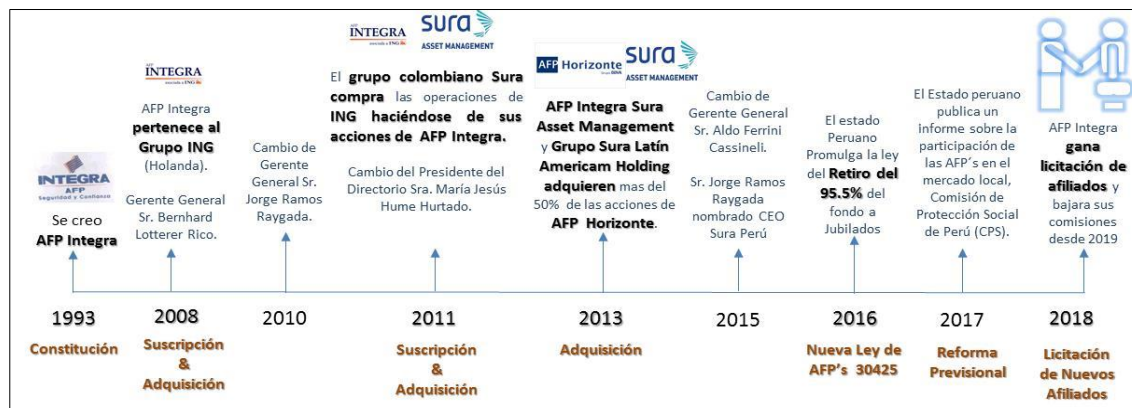 INTEGRA
AFP
Seguridad y Confianza
Se creo
AFP Integra
1993
Constitución
AFP
INTEGRA
asociada a ING
AFP Integra
pertenece al
Grupo ING
(Holanda).
Gerente General
Sr. Bernhard
Lotterer Rico.
2008
Suscripción
&
Adquisición
Cambio de
Gerente
General Sr.
Jorge Ramos
Raygada.
2010
AFP
INTEGRA
asociada a ING
sura
ASSET MANAGEMENT
El grupo colombiano Sura
compra las operaciones de
ING haciéndose de sus
acciones de AFP Integra.
Cambio del Presidente del
Directorio Sra. María Jesús
Hume Hurtado.
2011
Suscripción
&
Adquisición
AFP Horizonte
Grupo BBVA
sura
ASSET MANAGEMENT
AFP Integra Sura
Asset Management
y Grupo Sura Latín
Americam Holding
adquieren mas del
50% de las acciones de
AFP Horizonte.
2013
Adquisición
Cambio de
Gerente General
Sr. Aldo Ferrini
Cassineli.
Sr. Jorge Ramos
Raygada
nombrado CEO
Sura Perú
2015
El estado
Peruano
Promulga la ley
del Retiro del
95.5% del
fondo a
Jubilados
2016
Nueva Ley de
AFP's 30425
El Estado peruano
publica un
informe sobre la
participación de
las AFP´s en el
mercado local,
Comisión de
Protección Social
de Perú (CPS).
2017
Reforma
Previsional
AFP Integra
gana
licitación de
afiliados y
bajara sus
comisiones
desde 2019
2018
Licitación
de Nuevos
Afiliados